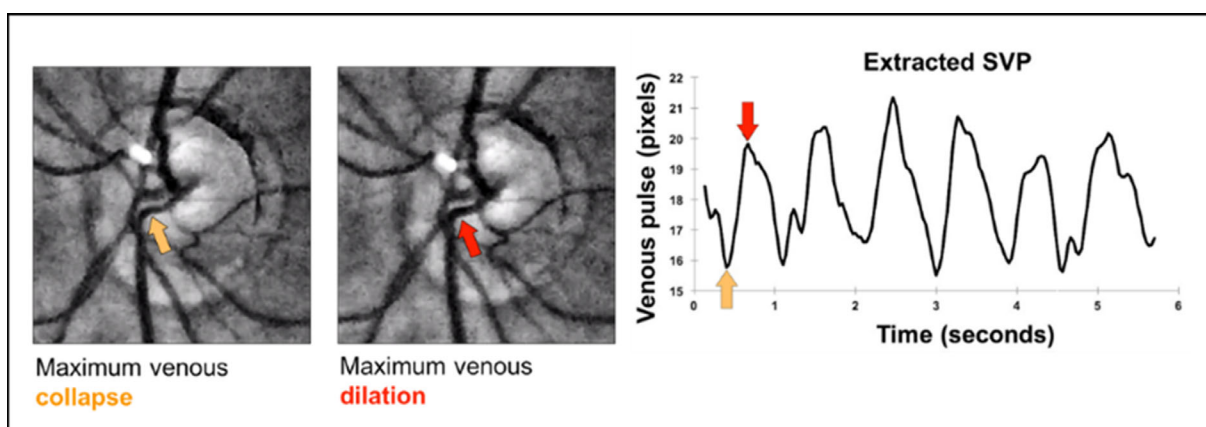 Maximum venous
collapse
Maximum venous
dilation
Extracted SVP
Venous pulse (pixels)
22
21
20
19
18
17
16
15
0 1 2 3 4 5 6
Time (seconds)